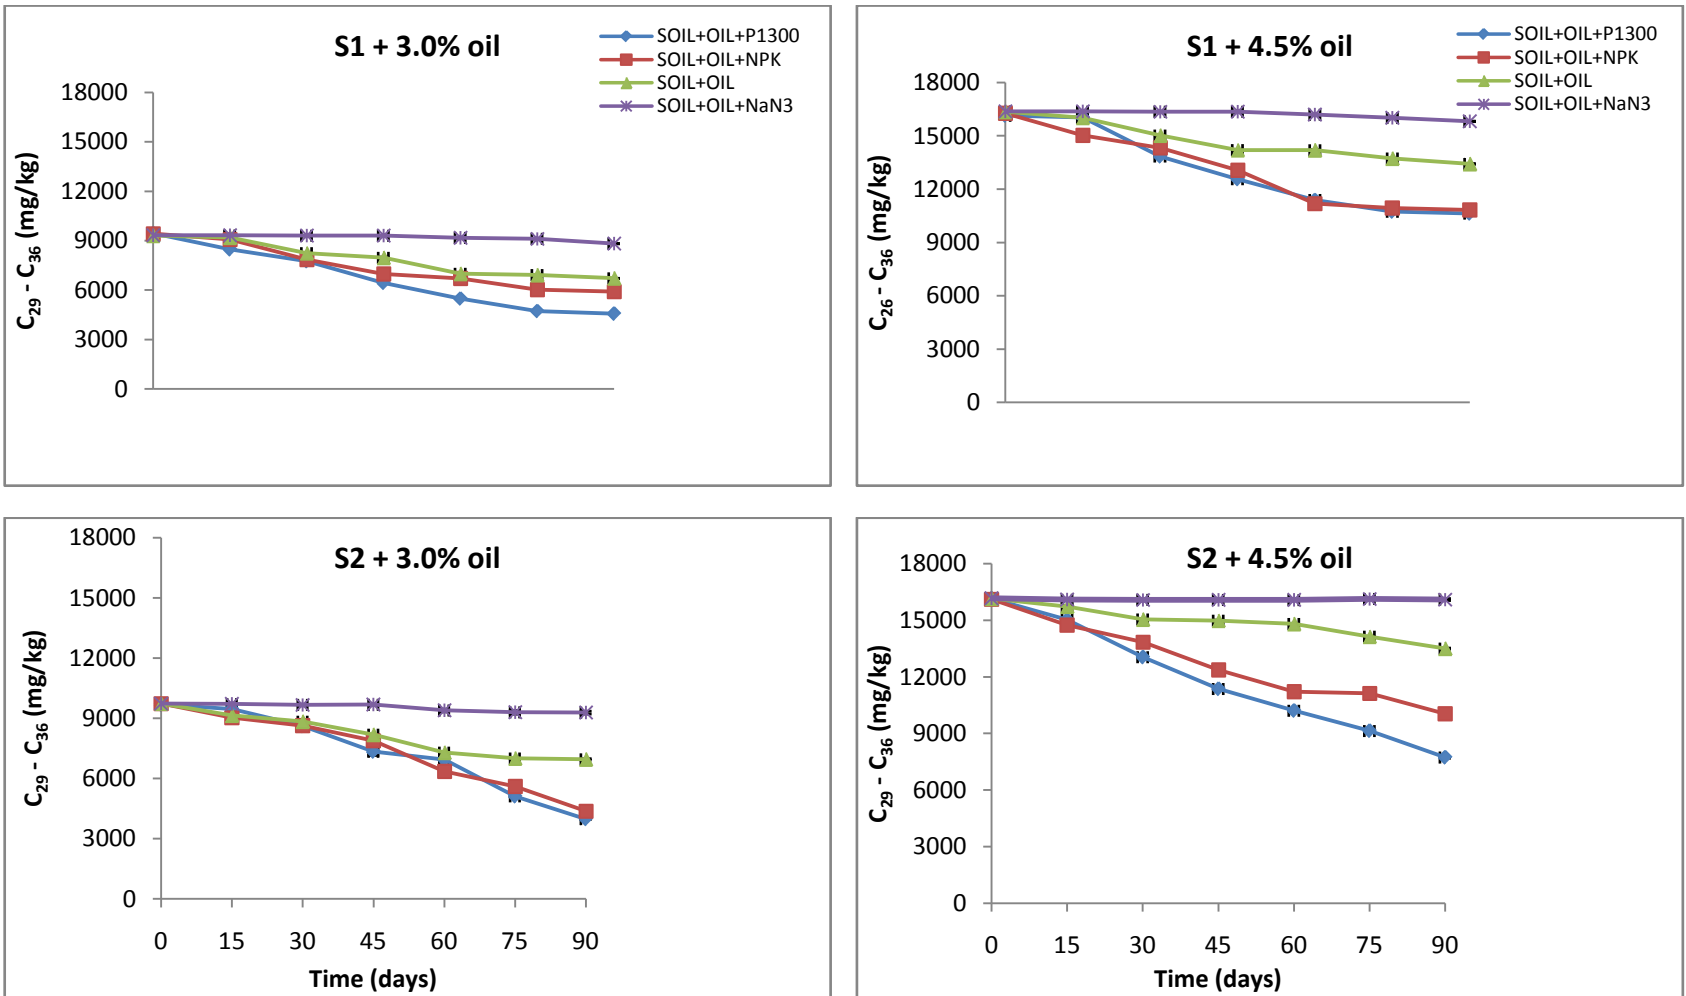 S1 + 3.0% oil
SOIL+OIL+P1300
SOIL+OIL+NPK
SOIL+OIL
SOIL+OIL+NaN3
18000
15000
12000
9000
6000
3000
0
C29 - C36 (mg/kg)
S1 + 4.5% oil
SOIL+OIL+P1300
SOIL+OIL+NPK
SOIL+OIL
SOIL+OIL+NaN3
18000
15000
12000
9000
6000
3000
0
C26 - C36 (mg/kg)
S2 + 3.0% oil
18000
15000
12000
9000
6000
3000
0
C29 - C36 (mg/kg)
0 15 30 45 60 75 90
Time (days)
S2 + 4.5% oil
18000
15000
12000
9000
6000
3000
0
C29 - C36 (mg/kg)
0 15 30 45 60 75 90
Time (days)